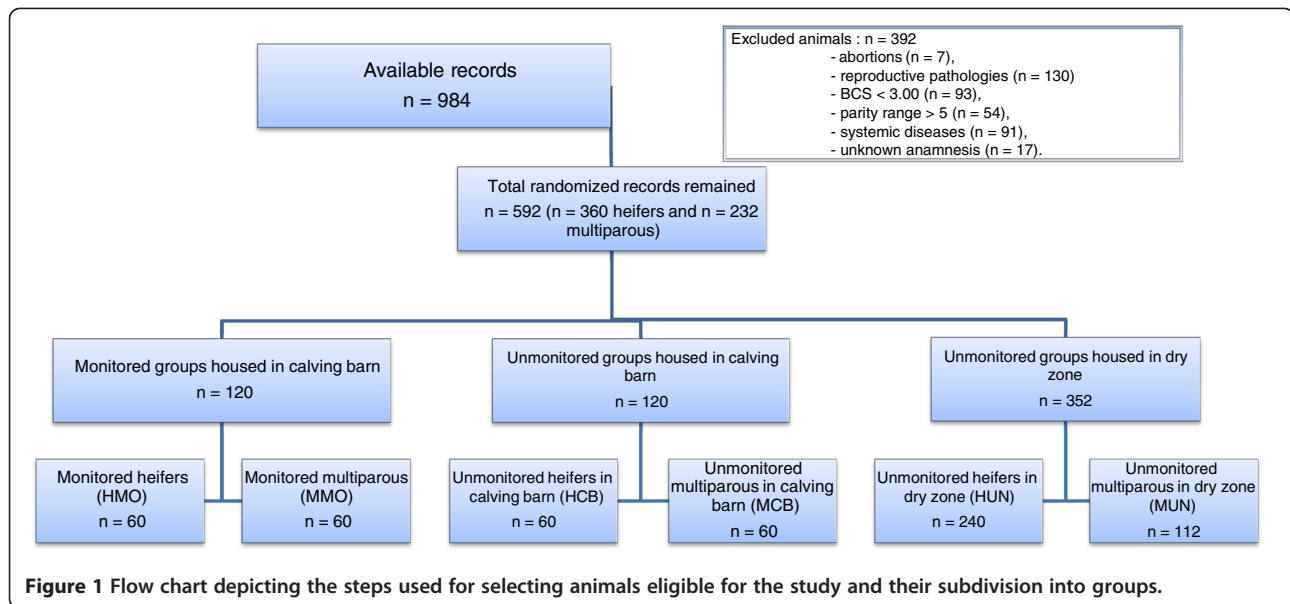 Available records
n = 984
Excluded animals : n = 392
- abortions (n = 7),
- reproductive pathologies (n = 130)
- BCS < 3.00 (n = 93),
- parity range > 5 (n = 54),
- systemic diseases (n = 91),
- unknown anamnesis (n = 17).
Total randomized records remained
n = 592 (n = 360 heifers and n = 232
multiparous)
Monitored groups housed in calving barn
n = 120
Unmonitored groups housed in calving
barn
n = 120
Unmonitored groups housed in dry
zone
n = 352
Monitored heifers
(HMO)
n = 60
Monitored multiparous
(MMO)
n = 60
Unmonitored heifers
in calving barn (HCB)
n = 60
Unmonitored
multiparous in calving
barn (MCB)
n = 60
Unmonitored heifers
in dry zone (HUN)
n = 240
Unmonitored
multiparous in dry zone
(MUN)
n = 112
Figure 1 Flow chart depicting the steps used for selecting animals eligible for the study and their subdivision into groups.